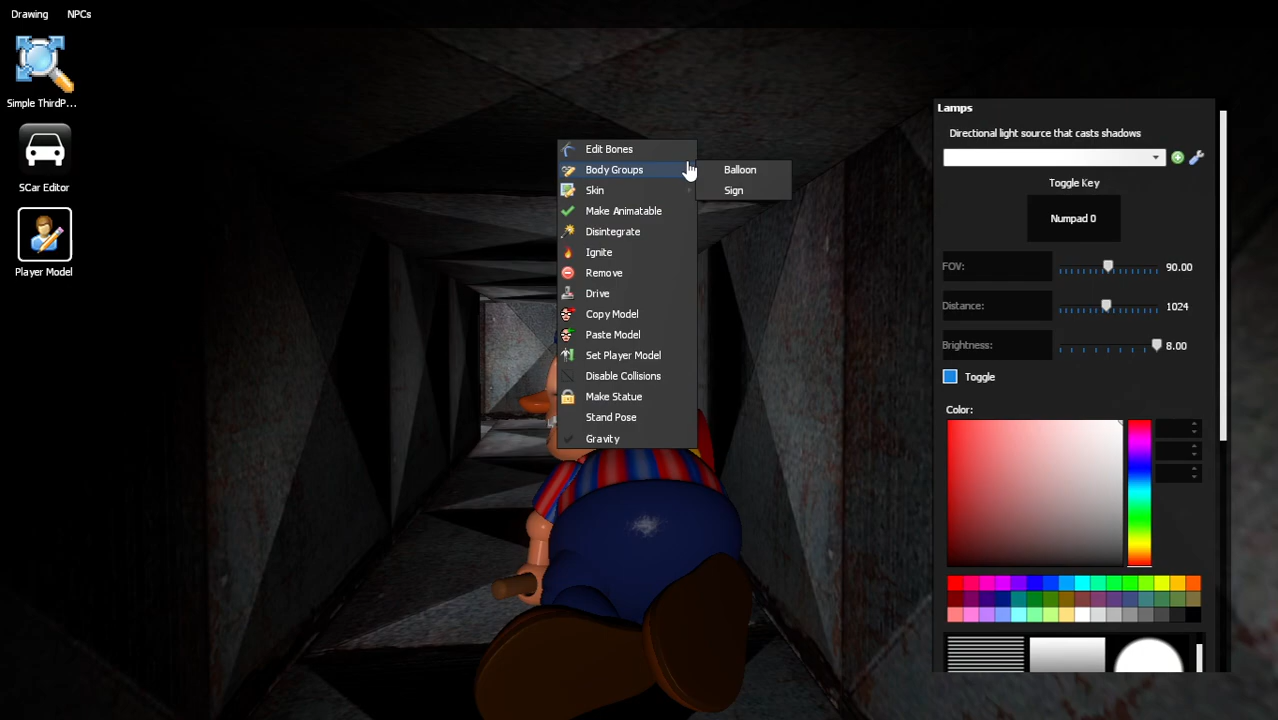 Drawing NPCs
Simple ThirdP...
SCar Editor
Player Model
Edit Bones
Body Groups
Skin
Make Animatable
Disintegrate
Ignite
Remove
Drive
Copy Model
Paste Model
Set Player Model
Disable Collisions
Make Statue
Stand Pose
Gravity
Balloon
Sign
Lamps
Directional light source that casts shadows
Toggle Key
Numpad 0
FOV: 90.00
Distance: 1024
Brightness: 8.00
Toggle
Color: